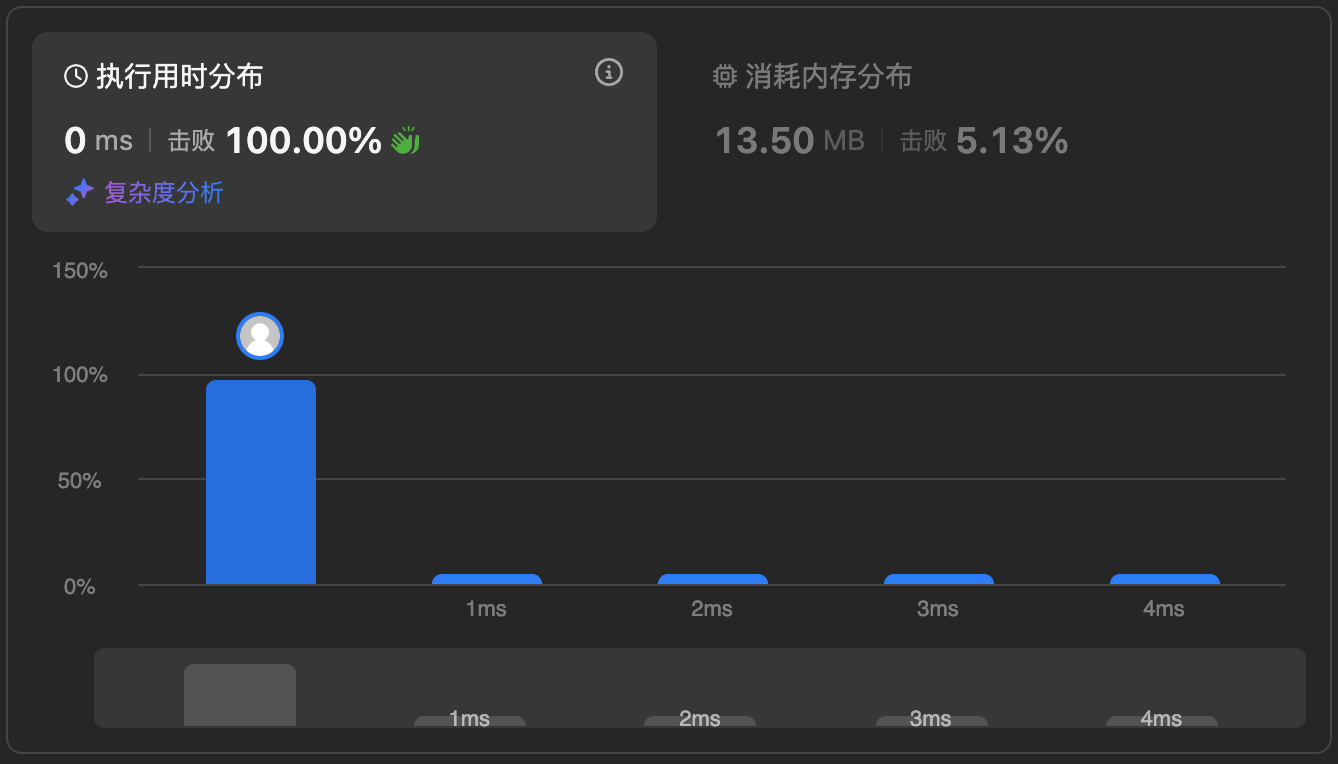 执行用时分布
0 ms | 击败 100.00%
复杂度分析
消耗内存分布
13.50 MB | 击败 5.13%
150%
100%
50%
0%
1ms 2ms 3ms 4ms
1ms 2ms 3ms 4ms